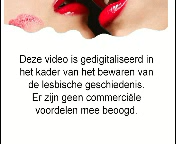 Deze video is gedigitaliseerd in
het kader van het bewaren van
de lesbische geschiedenis.
Er zijn geen commerciële
voordelen mee beoogd.